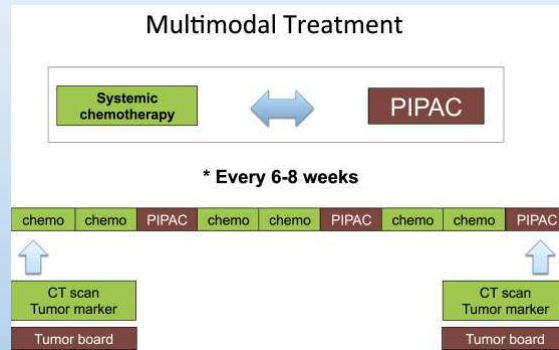 Multimodal Treatment
Systemic
chemotherapy
PIPAC
* Every 6-8 weeks
chemo chemo PIPAC chemo chemo PIPAC chemo chemo PIPAC
CT scan
Tumor marker
Tumor board
CT scan
Tumor marker
Tumor board